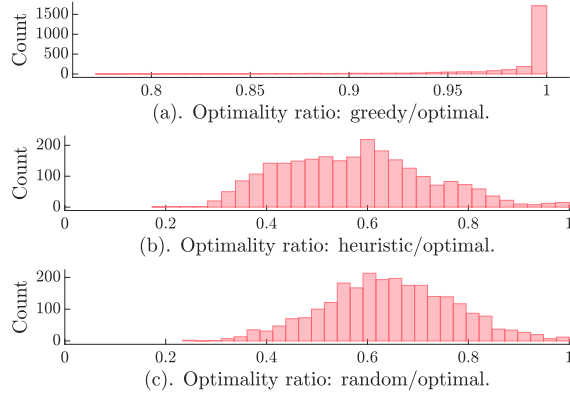 1500
1000
500
0
Count
0.8 0.85 0.9 0.95 1
(a). Optimality ratio: greedy/optimal.
200
100
0
Count
0 0.2 0.4 0.6 0.8 1
(b). Optimality ratio: heuristic/optimal.
200
100
0
Count
0 0.2 0.4 0.6 0.8 1
(c). Optimality ratio: random/optimal.